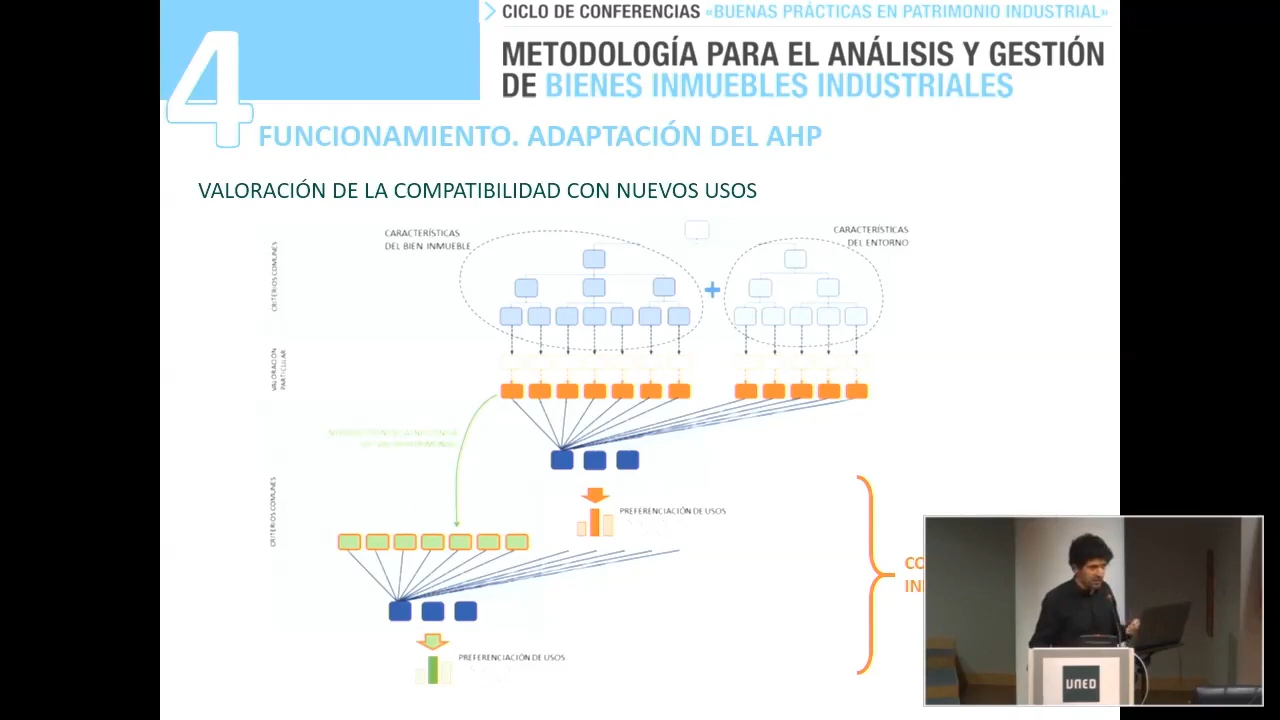 CICLO DE CONFERENCIAS «BUENAS PRÁCTICAS EN PATRIMONIO INDUSTRIAL»
METODOLOGÍA PARA EL ANÁLISIS Y GESTIÓN
DE BIENES INMUEBLES INDUSTRIALES
4
FUNCIONAMIENTO. ADAPTACIÓN DEL AHP
VALORACIÓN DE LA COMPATIBILIDAD CON NUEVOS USOS
CARACTERÍSTICAS
DEL BIEN INMUEBLE
CARACTERÍSTICAS
DEL ENTORNO
CRITERIOS COMUNES
+
VALORACIÓN
PARTICULAR
CRITERIOS COMUNES
PREFERENCIACIÓN DE USOS
PREFERENCIACIÓN DE USOS
UNED